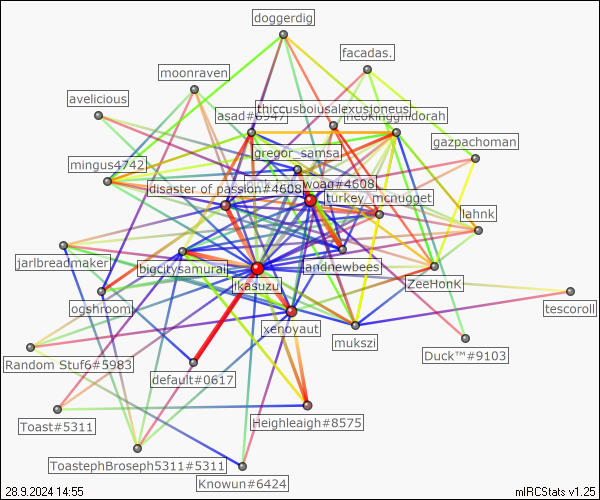 doggerdig
facadas.
moonraven
avelicious
thiccusboiusalexusjoneus
asad#6947
neokingghidorah
gazpachoman
gregor_samsa
mingus4742
woag#4608
disaster of passion#4608
turkey_mcnugget
lahnk
jarlbreadmaker
bigcitysamurai
andnewbees
ikasuzu
ZeeHonK
ogshroom
tescoroll
xenoyaut
mukszi
Random Stuf6#5983
Duck™#9103
default#0617
Toast#5311
Heighleaigh#8575
ToastephBroseph5311#5311
Knowun#6424
28.9.2024 14:55
mIRCStats v1.25